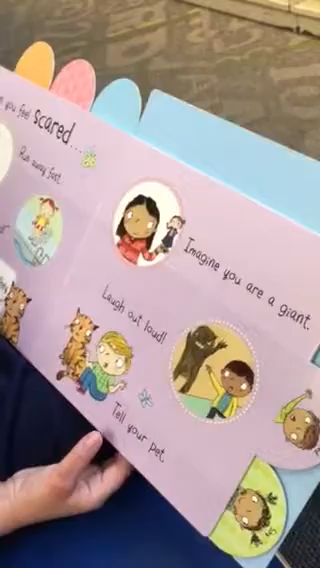 you feel scared...
Run away fast.
Imagine you are a giant.
Laugh out loud!
Tell your pet.